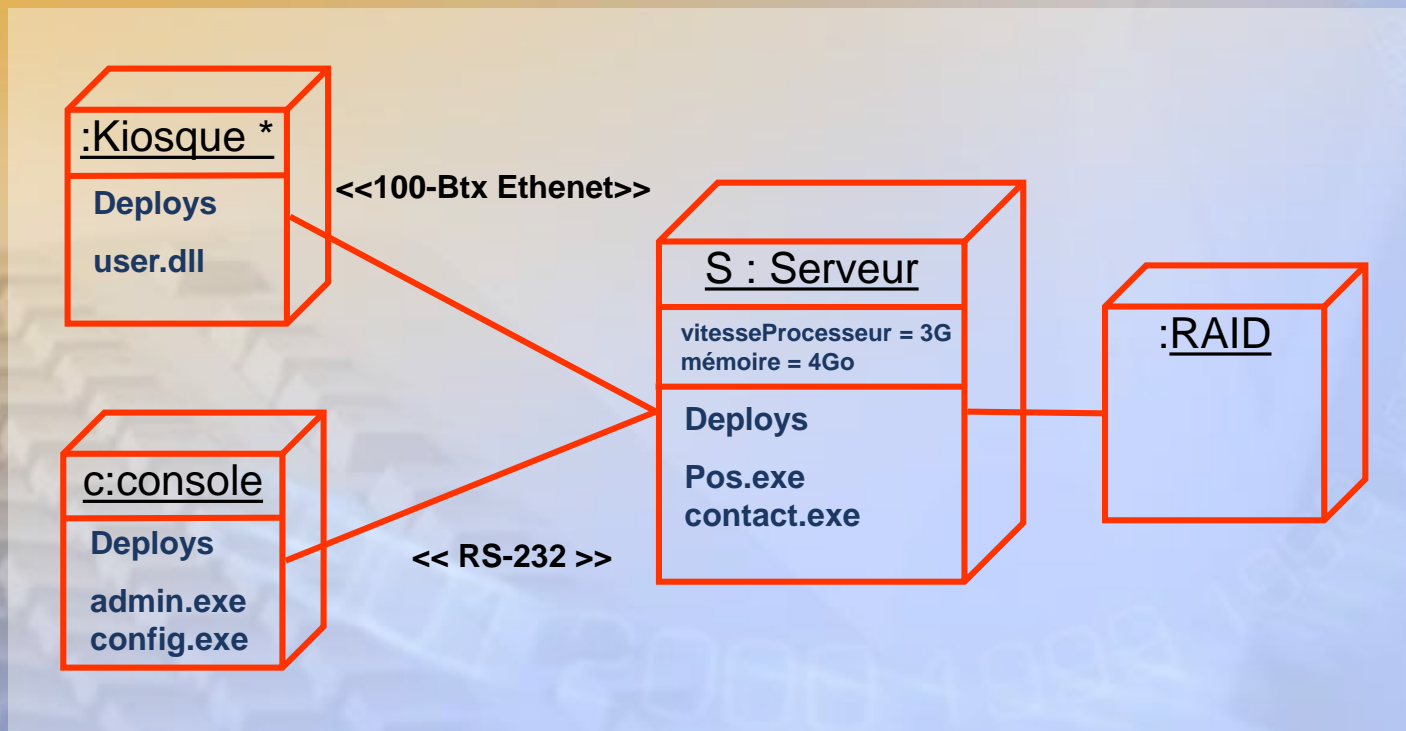 :Kiosque *
Deploys
user.dll
<<100-Btx Ethenet>>
c:console
Deploys
admin.exe
config.exe
<< RS-232 >>
S : Serveur
vitesseProcesseur = 3G
mémoire = 4Go
Deploys
Pos.exe
contact.exe
:RAID